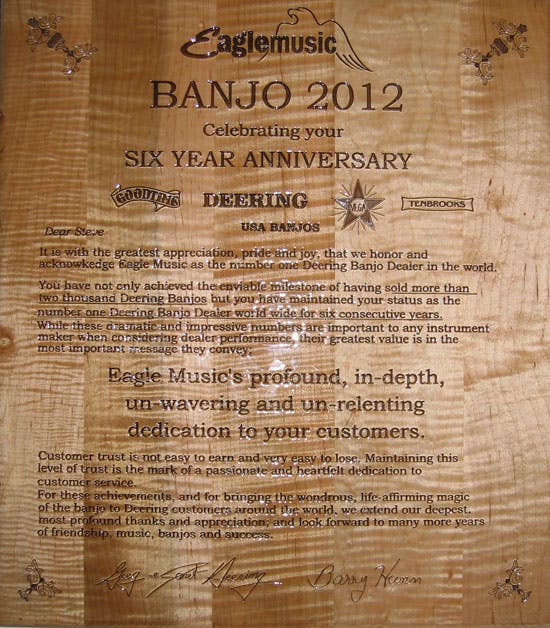 Eaglemusic
BANJO 2012
Celebrating your
SIX YEAR ANNIVERSARY
GOODTIME DEERING VEGA TENBROOKS
USA BANJOS
Dear Steve
It is with the greatest appreciation, pride and joy, that we honor and
acknowkedge Eagle Music as the number one Deering Banjo Dealer in the world.
You have not only achieved the enviable milestone of having sold more than
two thousand Deering Banjos but you have maintained your status as the
number one Deering Banjo Dealer world wide for six consecutive years.
While these dramatic and impressive numbers are important to any instrument
maker when considering dealer performance, their greatest value is in the
most important message they convey;
Eagle Music's profound, in-depth,
un-wavering and un-relenting
dedication to your customers.
Customer trust is not easy to earn and very easy to lose. Maintaining this
level of trust is the mark of a passionate and heartfelt dedication to
customer service.
For these achievements, and for bringing the wondrous, life-affirming magic
of the banjo to Deering customers around the world, we extend our deepest,
most profound thanks and appreciation, and look forward to many more years
of friendship, music, banjos and success.
Greg Janet Deering Barry